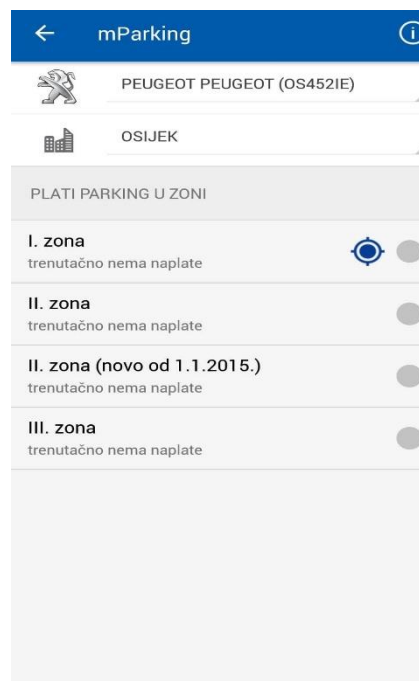 mParking
PEUGEOT PEUGEOT (OS452IE)
OSIJEK
PLATI PARKING U ZONI
I. zona
trenutačno nema naplate
II. zona
trenutačno nema naplate
II. zona (novo od 1.1.2015.)
trenutačno nema naplate
III. zona
trenutačno nema naplate